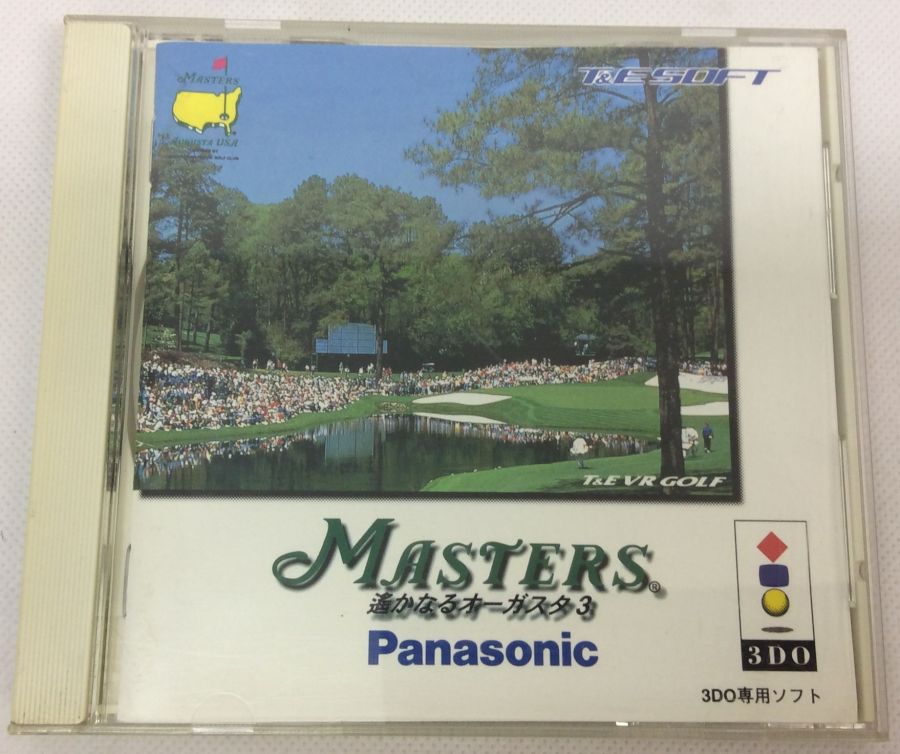 MASTERS
AUGUSTA USA
T&E SOFT
T&E VR GOLF
MASTERS®
遙かなるオーガスタ3
Panasonic
3DO
3DO専用ソフト